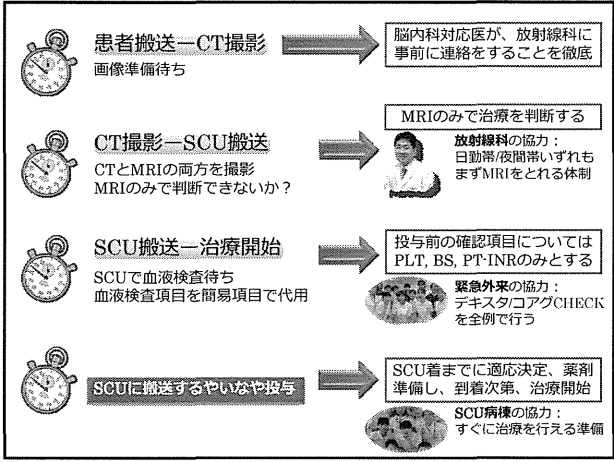 患者搬送ーCT撮影
画像準備待ち
脳内科対応医が、放射線科に
事前に連絡をすることを徹底
CT撮影ーSCU搬送
CTとMRIの両方を撮影
MRIのみで判断できないか？
MRIのみで治療を判断する
放射線科の協力：
日勤帯/夜間帯いずれも
まずMRIをとれる体制
SCU搬送ー治療開始
SCUで血液検査待ち
血液検査項目を簡易項目で代用
投与前の確認項目については
PLT, BS, PT-INRのみとする
緊急外来の協力：
デキスタ/コアグCHECK
を全例で行う
SCUに搬送するやいなや投与
SCU着までに適応決定、薬剤
準備し、到着次第、治療開始
SCU病棟の協力：
すぐに治療を行える準備